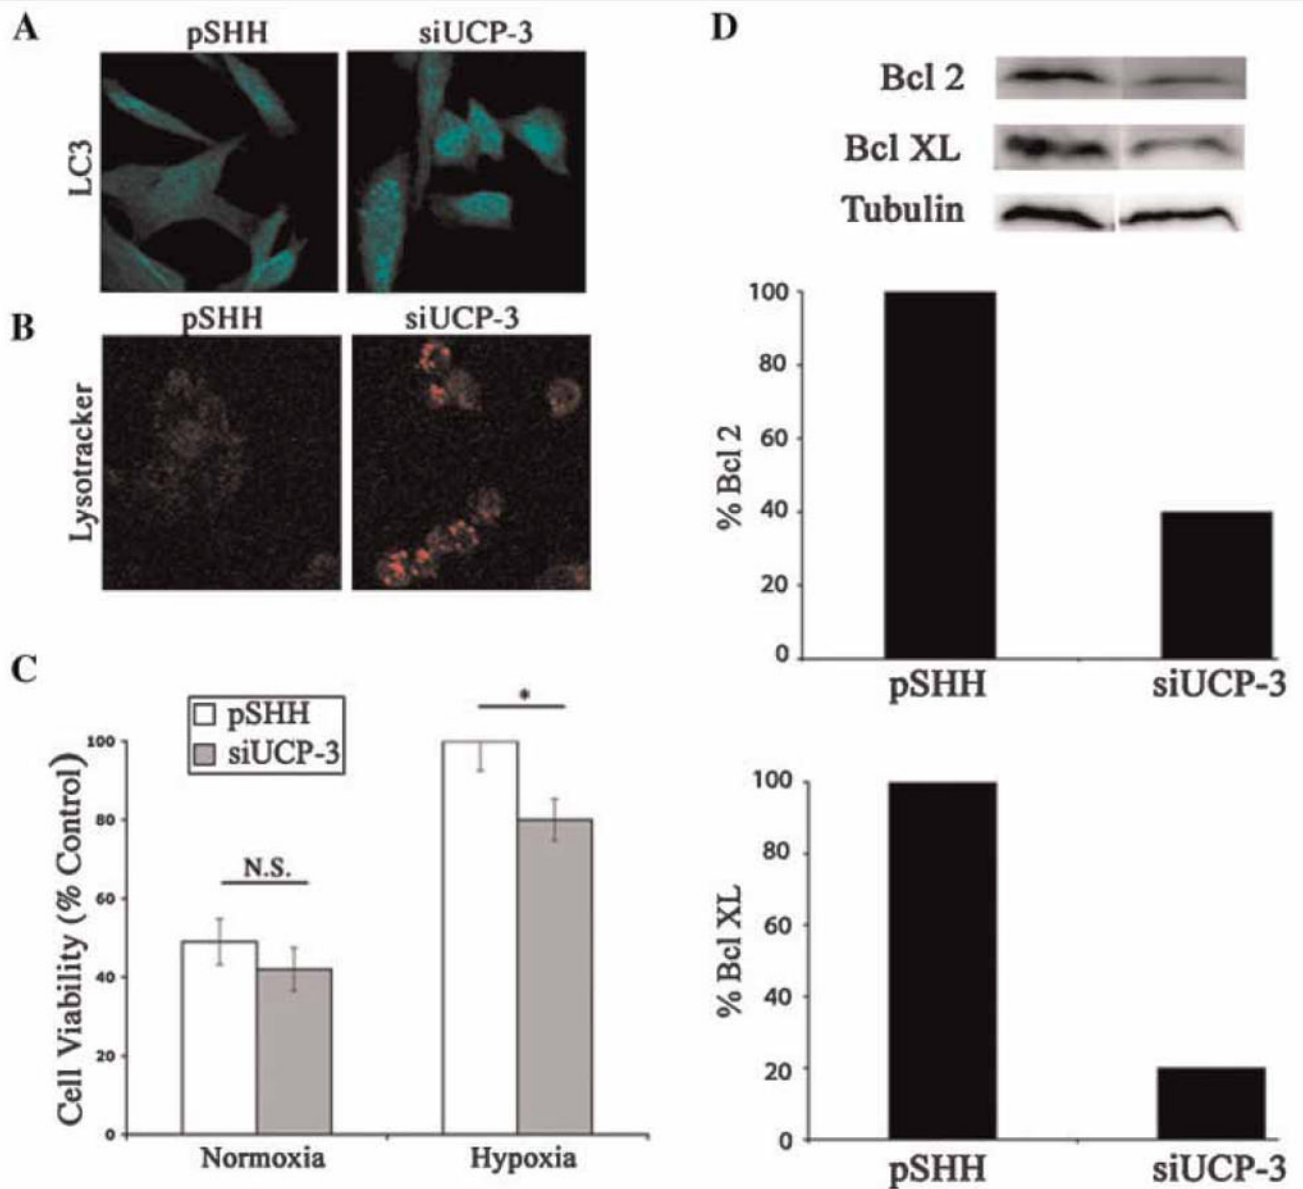 A
pSHH
siUCP-3
LC3
B
pSHH
siUCP-3
Lysotracker
C
pSHH
siUCP-3
Cell Viability (% Control)
100
80
60
40
20
0
N.S.
*
Normoxia
Hypoxia
D
Bcl 2
Bcl XL
Tubulin
% Bcl 2
100
80
60
40
20
0
pSHH
siUCP-3
% Bcl XL
100
80
60
40
20
0
pSHH
siUCP-3